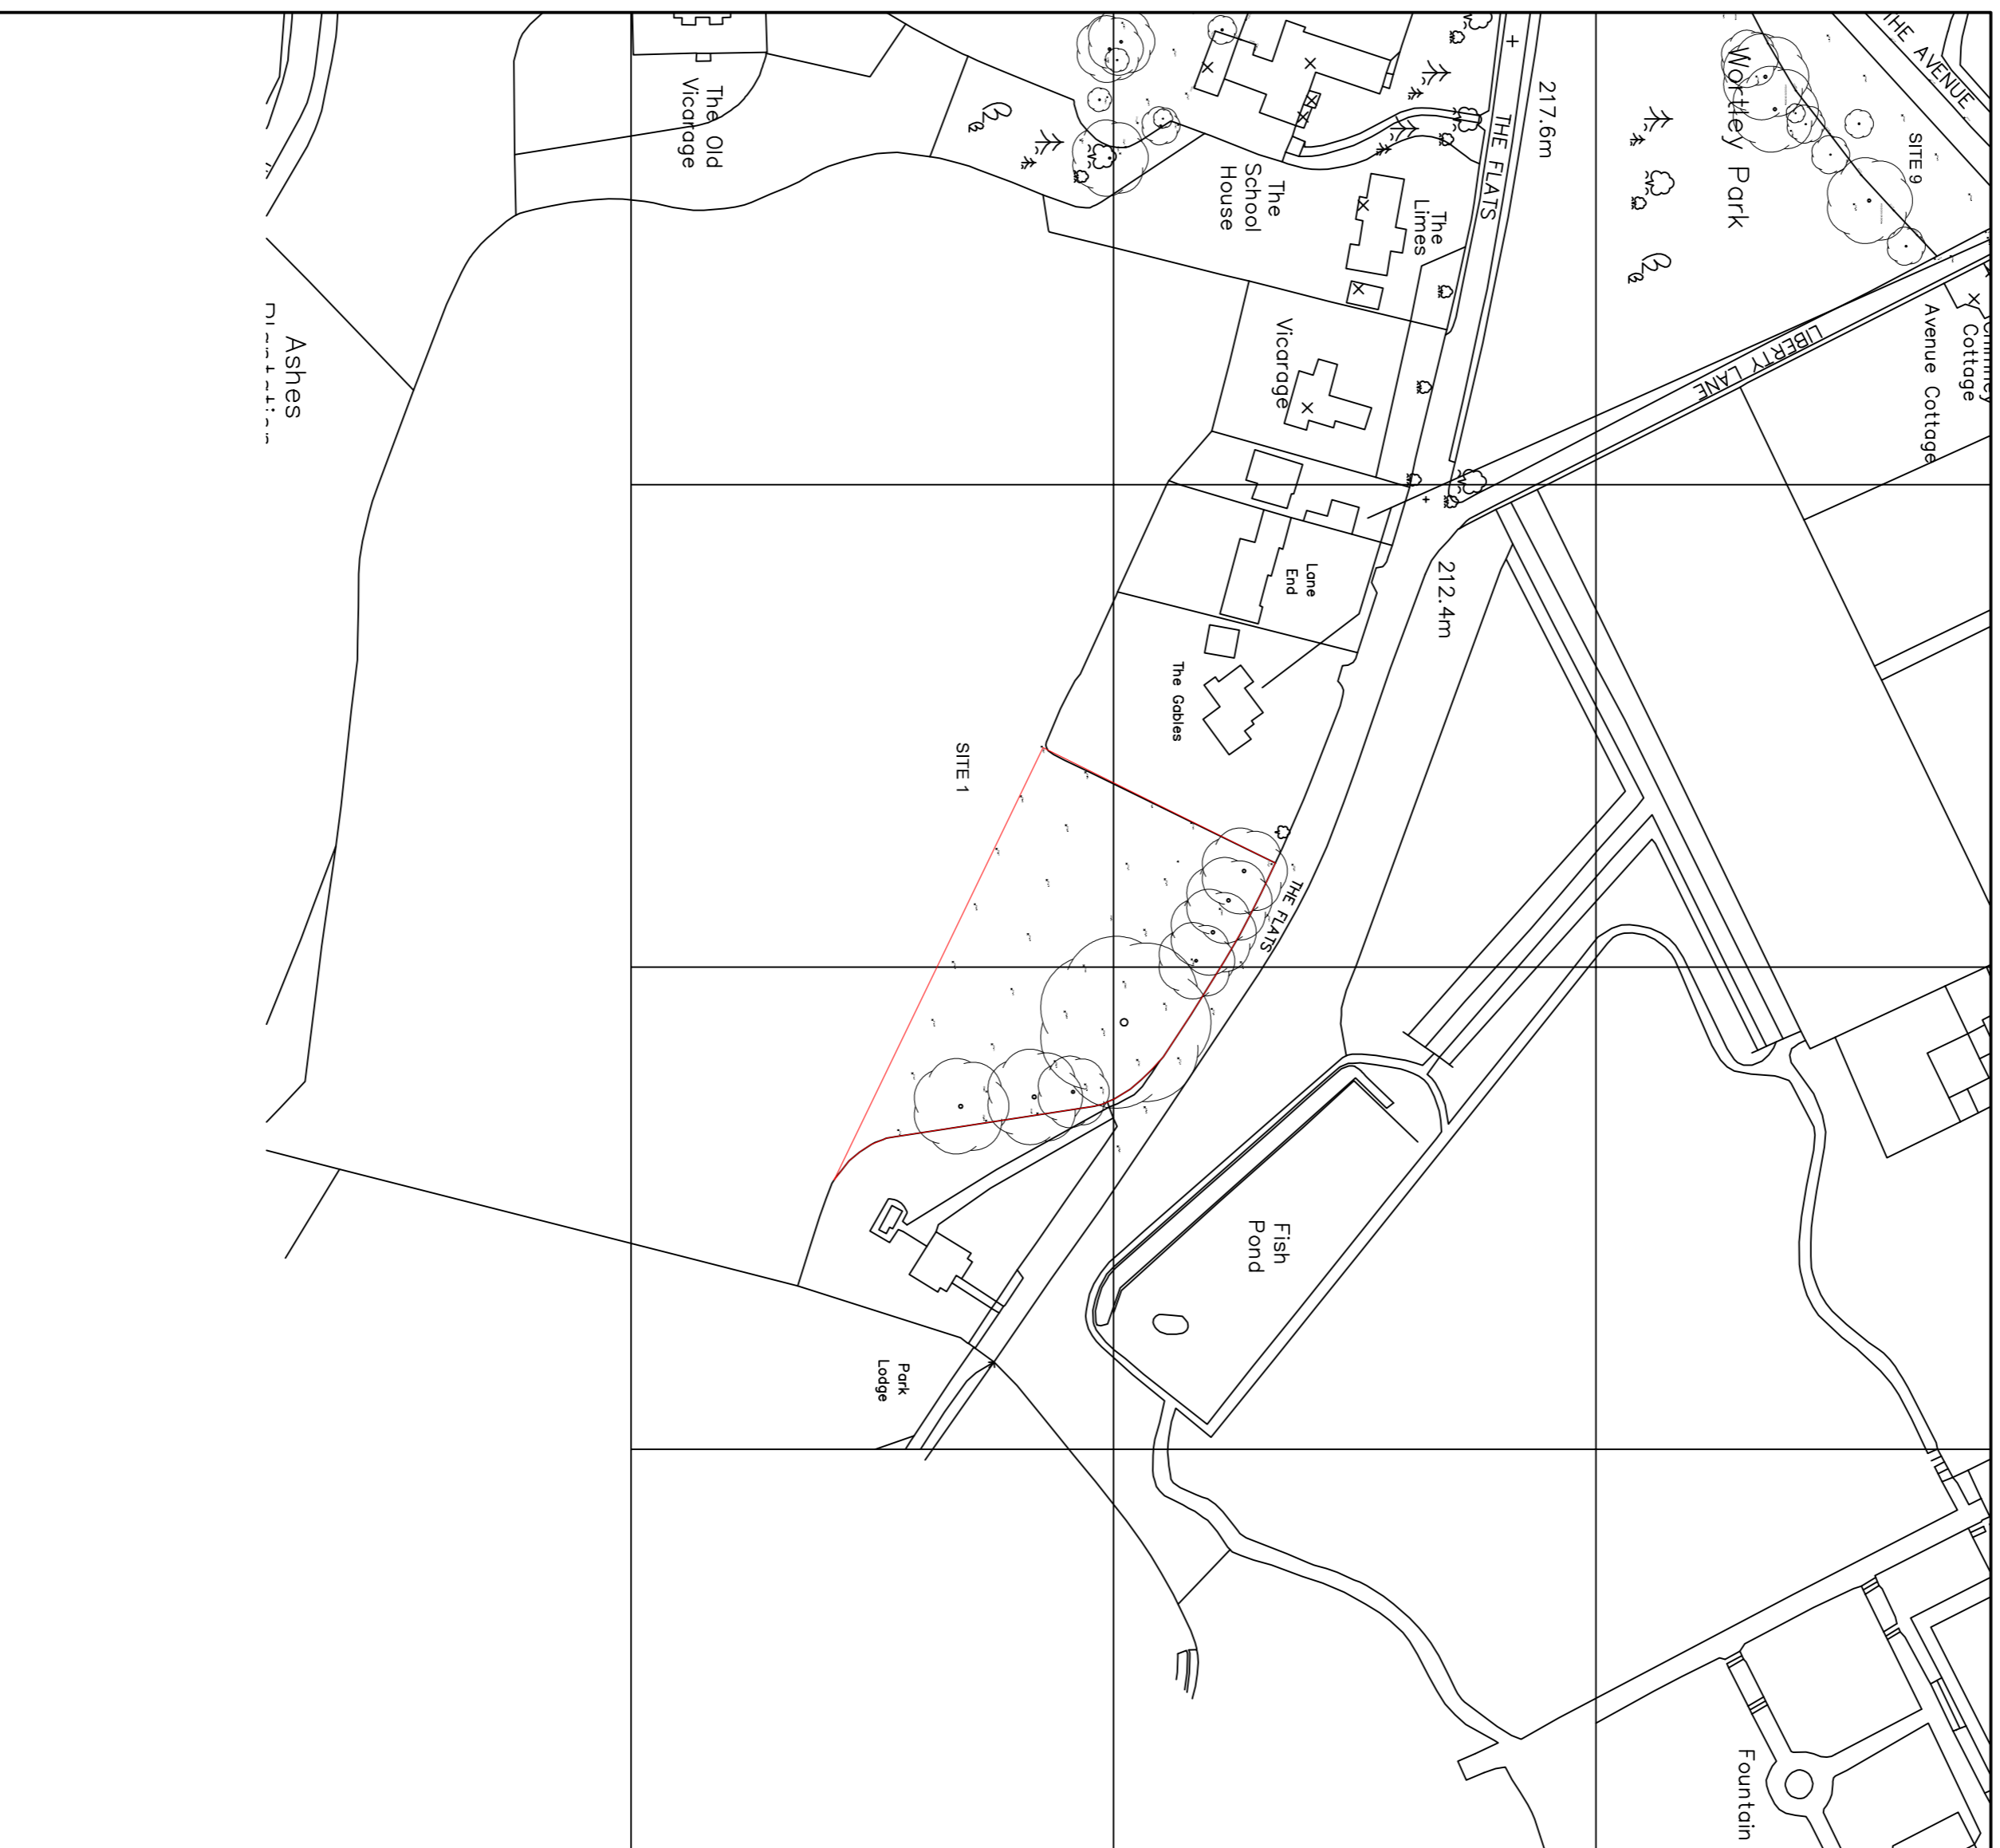 THE AVENUE
Wortley Park
SITE 9
217.6m
THE FLATS
The Old
Vicarage
The
School
House
The
Limes
LIBERTY LANE
Cottage
Avenue Cottage
Vicarage
Ashes
Lane
End
212.4m
The Gables
SITE 1
THE FLATS
Fish
Pond
Park
Lodge
Fountain